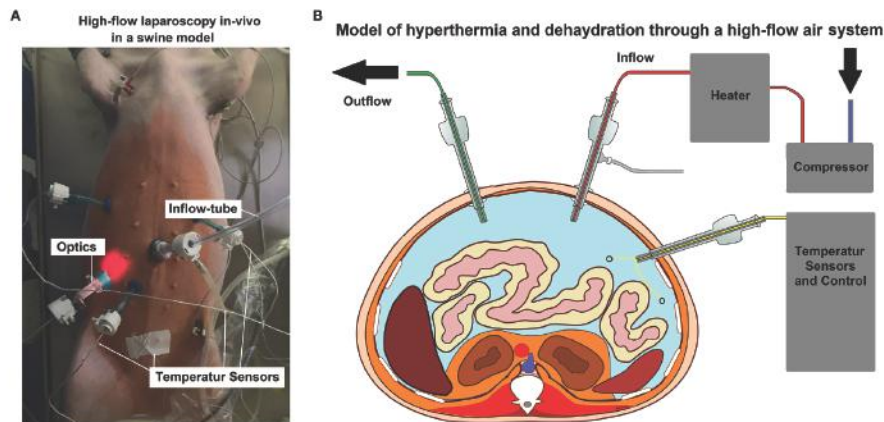 A
High-flow laparoscopy in-vivo
in a swine model
Inflow-tube
Optics
Temperatur Sensors
B
Model of hyperthermia and dehaydration through a high-flow air system
Inflow
Outflow
Heater
Compressor
Temperatur
Sensors
and Control